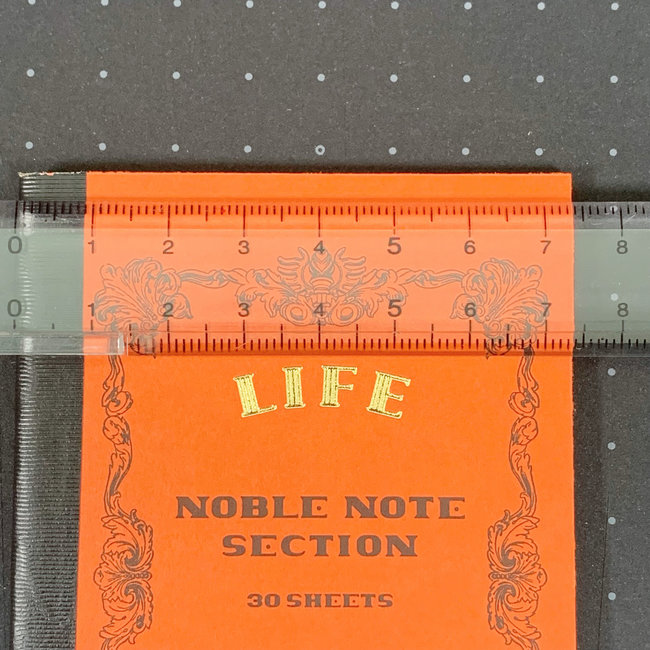 0 1 2 3 4 5 6 7 8
0 1 2 3 4 5 6 7 8
LIFE
NOBLE NOTE
SECTION
30 SHEETS